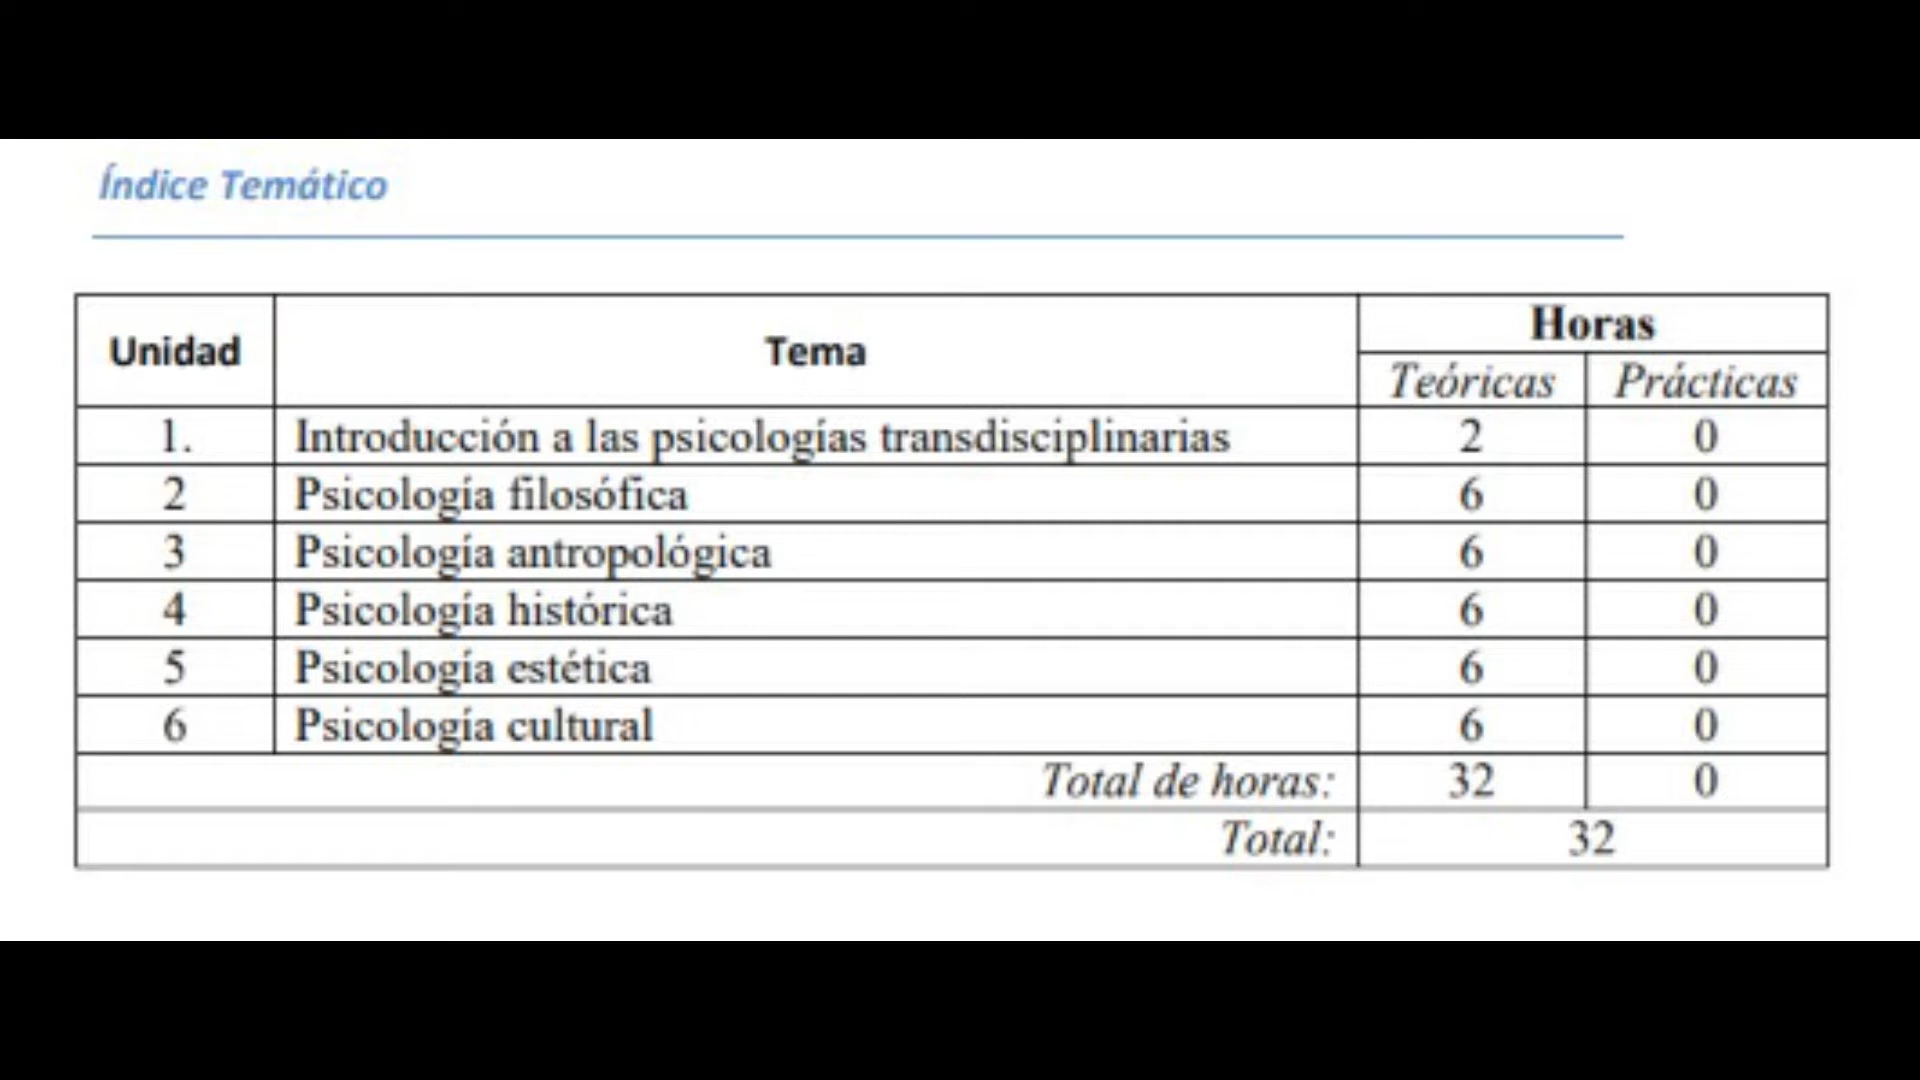 Índice Temático
Unidad Tema Horas
Teóricas Prácticas
1. Introducción a las psicologías transdisciplinarias 2 0
2 Psicología filosófica 6 0
3 Psicología antropológica 6 0
4 Psicología histórica 6 0
5 Psicología estética 6 0
6 Psicología cultural 6 0
Total de horas: 32 0
Total: 32